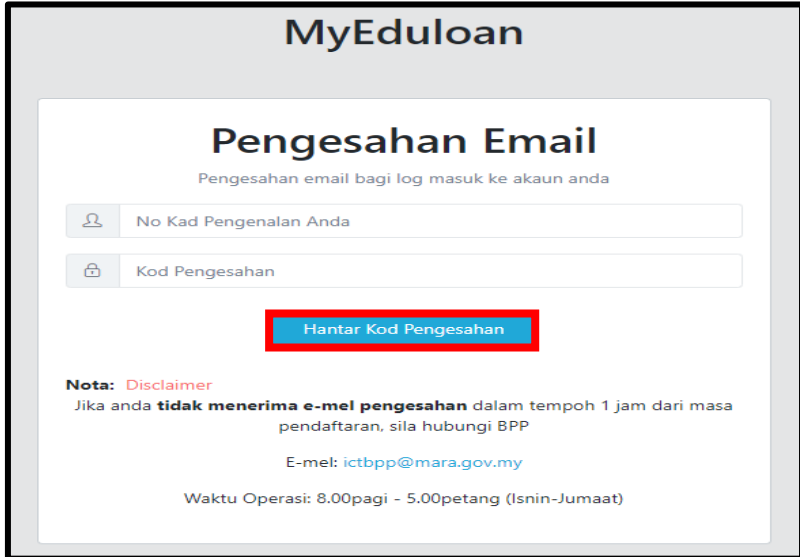 MyEduloan
Pengesahan Email
Pengesahan email bagi log masuk ke akaun anda
No Kad Pengenalan Anda
Kod Pengesahan
Hantar Kod Pengesahan
Nota: Disclaimer
Jika anda tidak menerima e-mel pengesahan dalam tempoh 1 jam dari masa
pendaftaran, sila hubungi BPP
E-mel: ictbpp@mara.gov.my
Waktu Operasi: 8.00pagi - 5.00petang (Isnin-Jumaat)